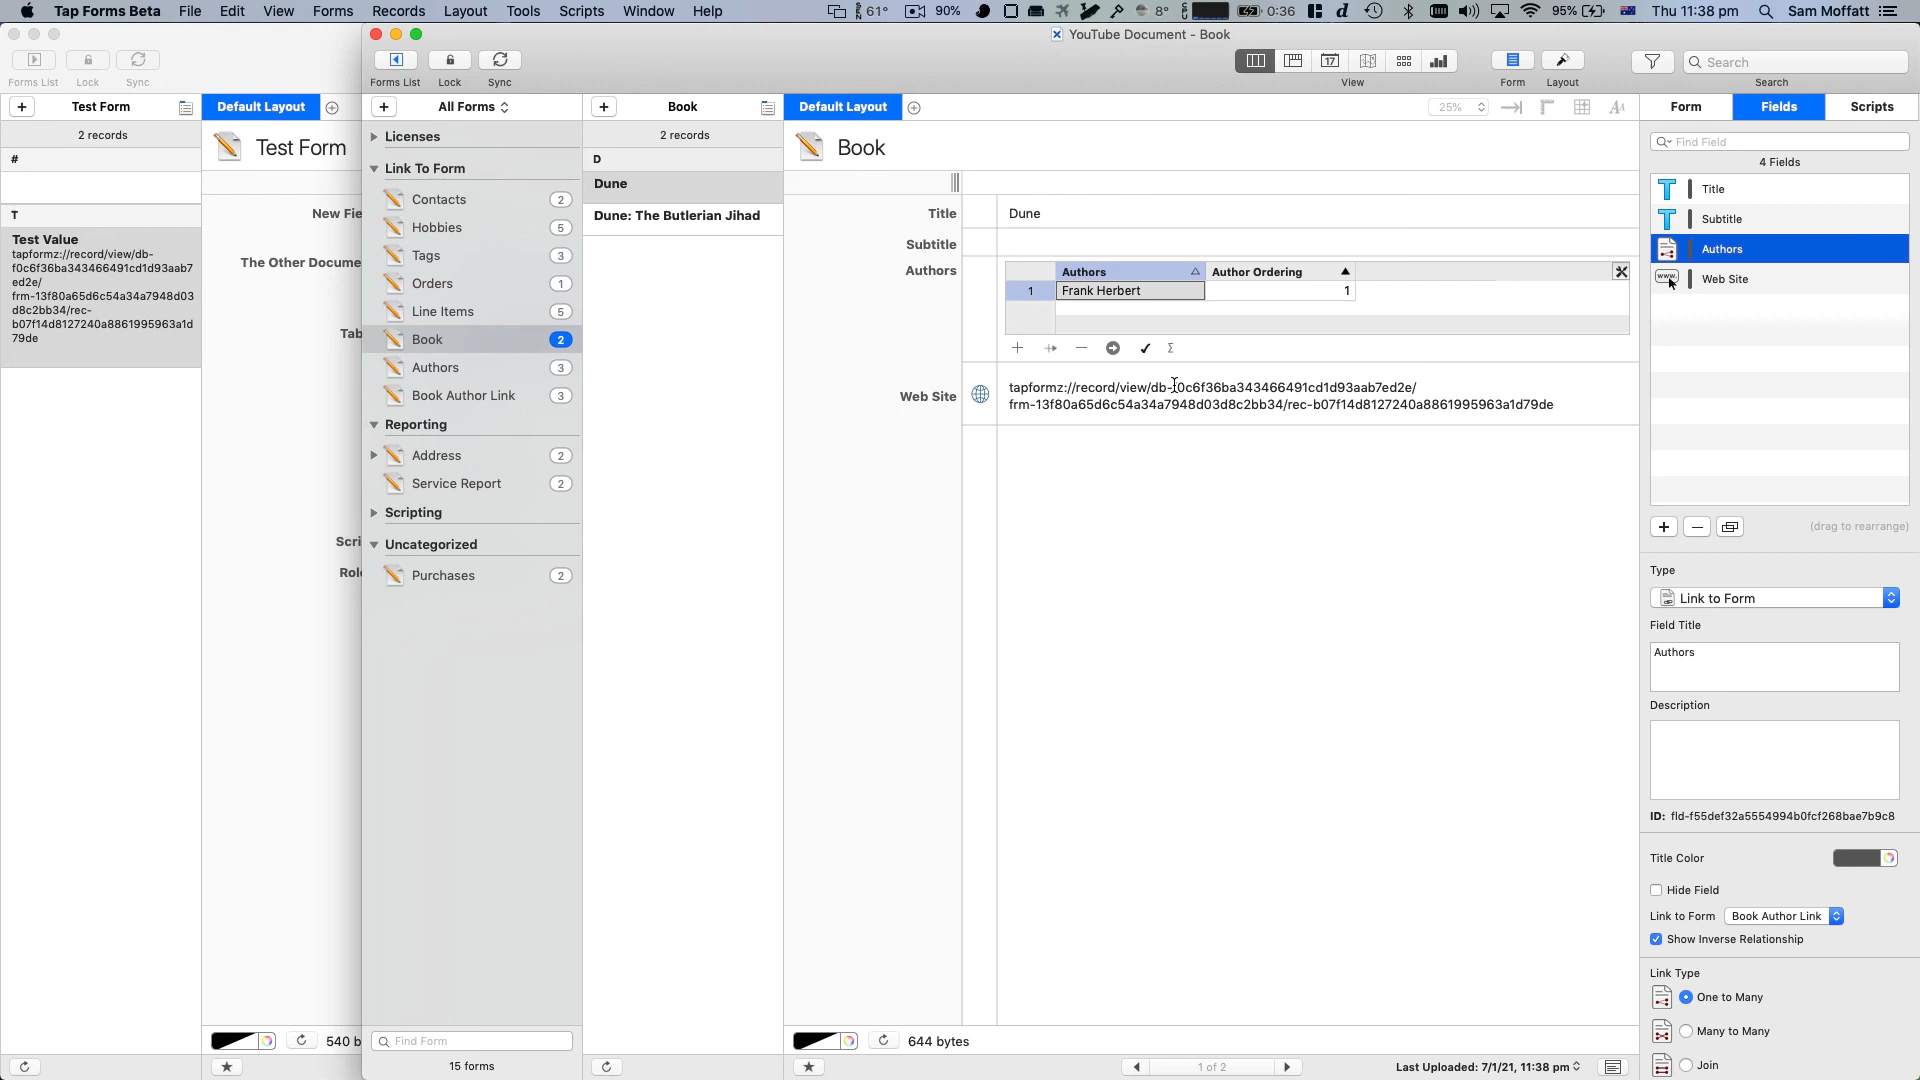 Tap Forms Beta File Edit View Forms Records Layout Tools Scripts Window Help 61° 90% 8° 0:36 95% Thu 11:38 pm Sam Moffatt
YouTube Document - Book
Forms List Lock Sync
Forms List Lock Sync
17
View
Form Layout
Search
Search
+ Test Form
Default Layout
+ All Forms
+ Book
Default Layout
25%
Form Fields Scripts
2 records
#
T
Test Value
tapformz://record/view/db-
f0c6f36ba343466491cd1d93aab7
ed2e/
frm-13f80a65d6c54a34a7948d03
d8c2bb34/rec-
b07f14d8127240a8861995963a1d
79de
Test Form
New Fie
The Other Docume
Tab
Scri
Role
540 b
Licenses
Link To Form
Contacts 2
Hobbies 5
Tags 3
Orders 1
Line Items 5
Book 2
Authors 3
Book Author Link 3
Reporting
Address 2
Service Report 2
Scripting
Uncategorized
Purchases 2
Find Form
15 forms
2 records
D
Dune
Dune: The Butlerian Jihad
Book
Title Dune
Subtitle
Authors
Authors Author Ordering
1 Frank Herbert 1
Σ
Web Site
tapformz://record/view/db-f0c6f36ba343466491cd1d93aab7ed2e/
frm-13f80a65d6c54a34a7948d03d8c2bb34/rec-b07f14d8127240a8861995963a1d79de
644 bytes
1 of 2
Last Uploaded: 7/1/21, 11:38 pm
Find Field
4 Fields
T Title
T Subtitle
Authors
www. Web Site
(drag to rearrange)
Type
Link to Form
Field Title
Authors
Description
ID: fld-f55def32a5554994b0fcf268bae7b9c8
Title Color
Hide Field
Link to Form Book Author Link
Show Inverse Relationship
Link Type
One to Many
Many to Many
Join